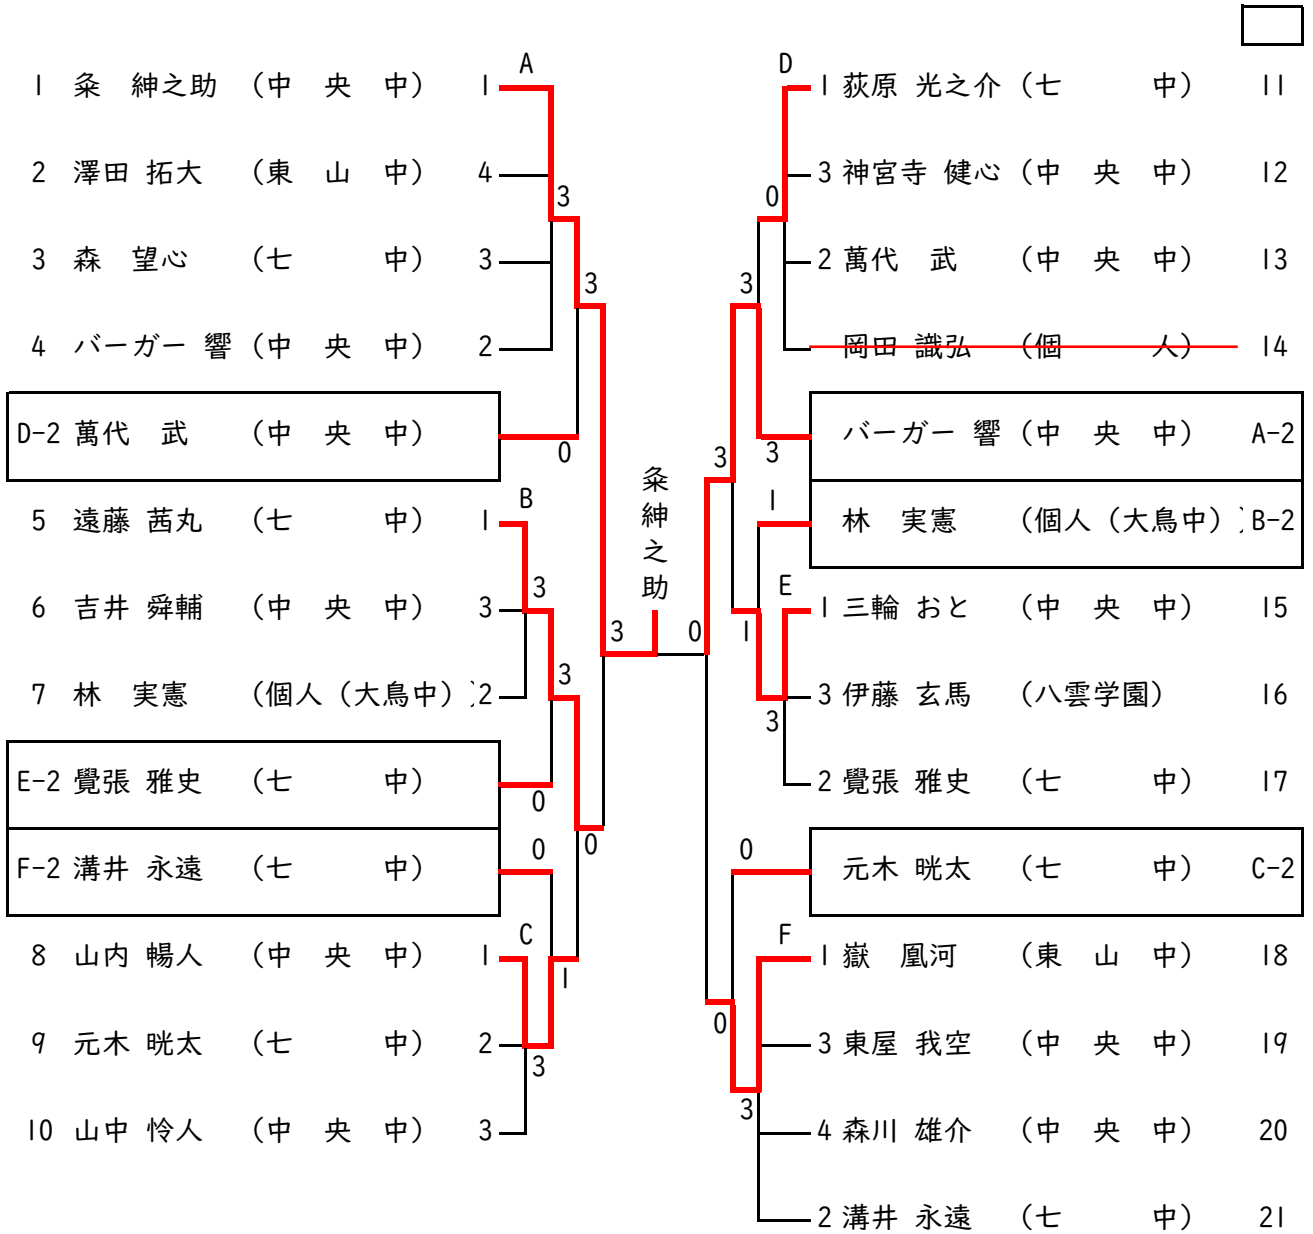 A
1 粂 紳之助 (中 央 中) 1
2 澤田 拓大 (東 山 中) 4
3
3 森 望心 (七 中) 3
3
4 バーガー 響 (中 央 中) 2
D-2 萬代 武 (中 央 中)
0
B
5 遠藤 茜丸 (七 中) 1
3
6 吉井 舜輔 (中 央 中) 3
3
7 林 実憲 (個人（大鳥中）) 2
E-2 覺張 雅史 (七 中)
0
0
0
F-2 溝井 永遠 (七 中)
C
8 山内 暢人 (中 央 中) 1
1
9 元木 晄太 (七 中) 2
3
10 山中 怜人 (中 央 中) 3
粂紳之助
3 0
D
1 荻原 光之介 (七 中) 11
3 神宮寺 健心 (中 央 中) 12
0
2 萬代 武 (中 央 中) 13
3
岡田 識弘 (個 人) 14
バーガー 響 (中 央 中) A-2
3
3
1
林 実憲 (個人（大鳥中）) B-2
E
1 三輪 おと (中 央 中) 15
1
3 伊藤 玄馬 (八雲学園) 16
3
2 覺張 雅史 (七 中) 17
0
元木 晄太 (七 中) C-2
F
1 嶽 凰河 (東 山 中) 18
0
3 東屋 我空 (中 央 中) 19
3
4 森川 雄介 (中 央 中) 20
2 溝井 永遠 (七 中) 21